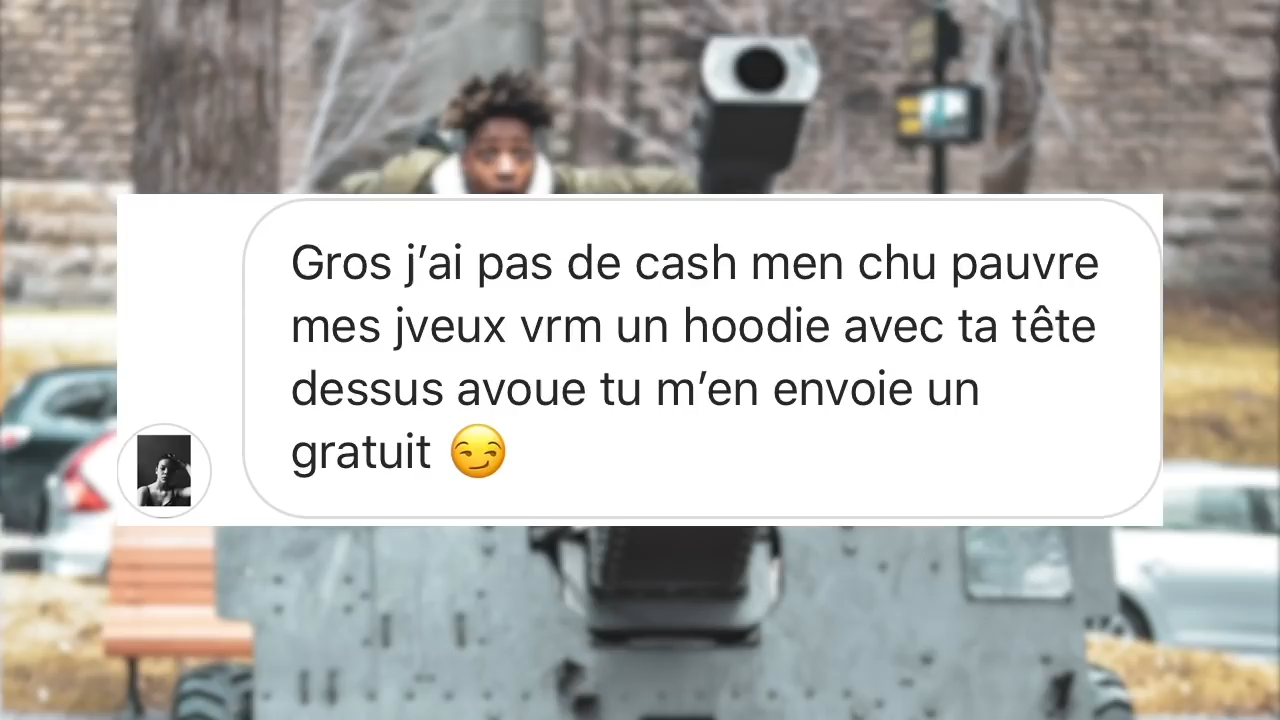 Gros j’ai pas de cash men chu pauvre
mes jveux vrm un hoodie avec ta tête
dessus avoue tu m’en envoie un
gratuit 😏